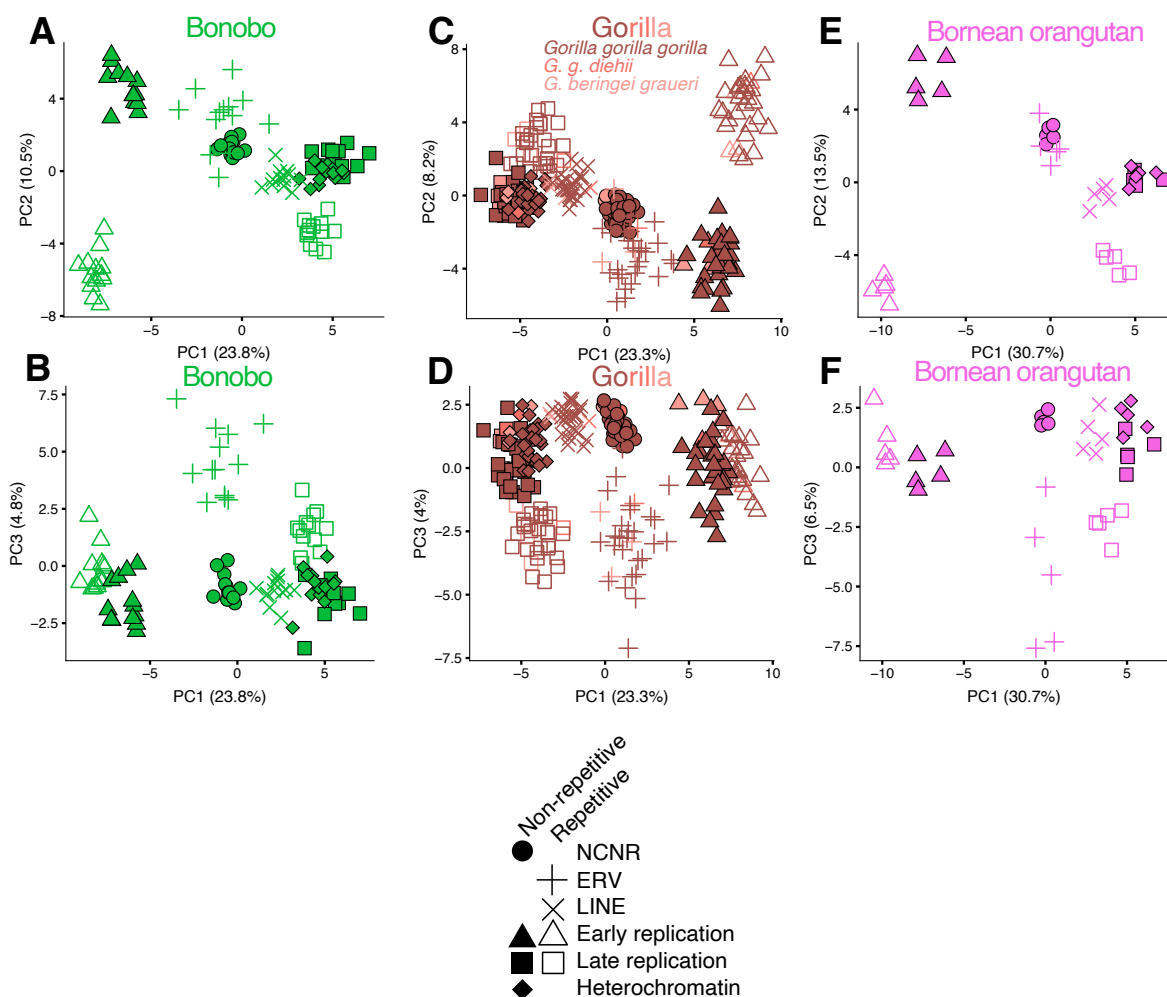 A
Bonobo
PC2 (10.5%)
4
0
−4
−8
−5
0
5
PC1 (23.8%)
B
Bonobo
PC3 (4.8%)
7.5
5.0
2.5
0.0
−2.5
−5
0
5
PC1 (23.8%)
C
Gorilla
Gorilla gorilla gorilla
G. g. diehii
G. beringei graueri
PC2 (8.2%)
8
4
0
−4
−5
0
5
10
PC1 (23.3%)
D
Gorilla
PC3 (4%)
2.5
0.0
−2.5
−5.0
−7.5
−5
0
5
10
PC1 (23.3%)
E
Bornean orangutan
PC2 (13.5%)
4
0
−4
−10
−5
0
5
PC1 (30.7%)
F
Bornean orangutan
PC3 (6.5%)
2.5
0.0
−2.5
−5.0
−7.5
−10
−5
0
5
PC1 (30.7%)
Non-repetitive
Repetitive
NCNR
ERV
LINE
Early replication
Late replication
Heterochromatin